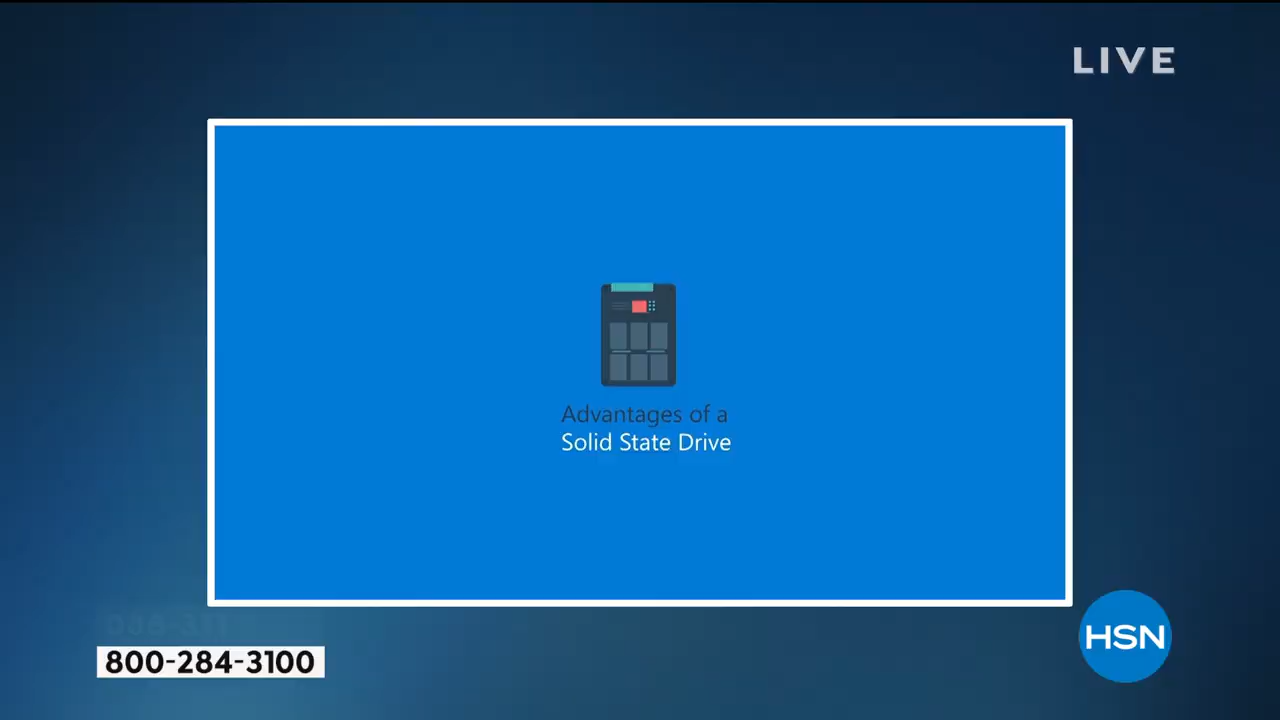 LIVE
Advantages of a
Solid State Drive
800-284-3100
HSN